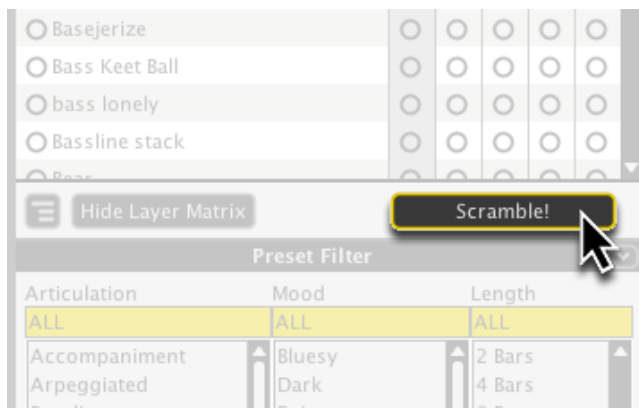 Basejerize
Bass Keet Ball
bass lonely
Bassline stack
Hide Layer Matrix
Scramble!
Preset Filter
Articulation Mood Length
ALL ALL ALL
Accompaniment Bluesy 2 Bars
Arpeggiated Dark 4 Bars